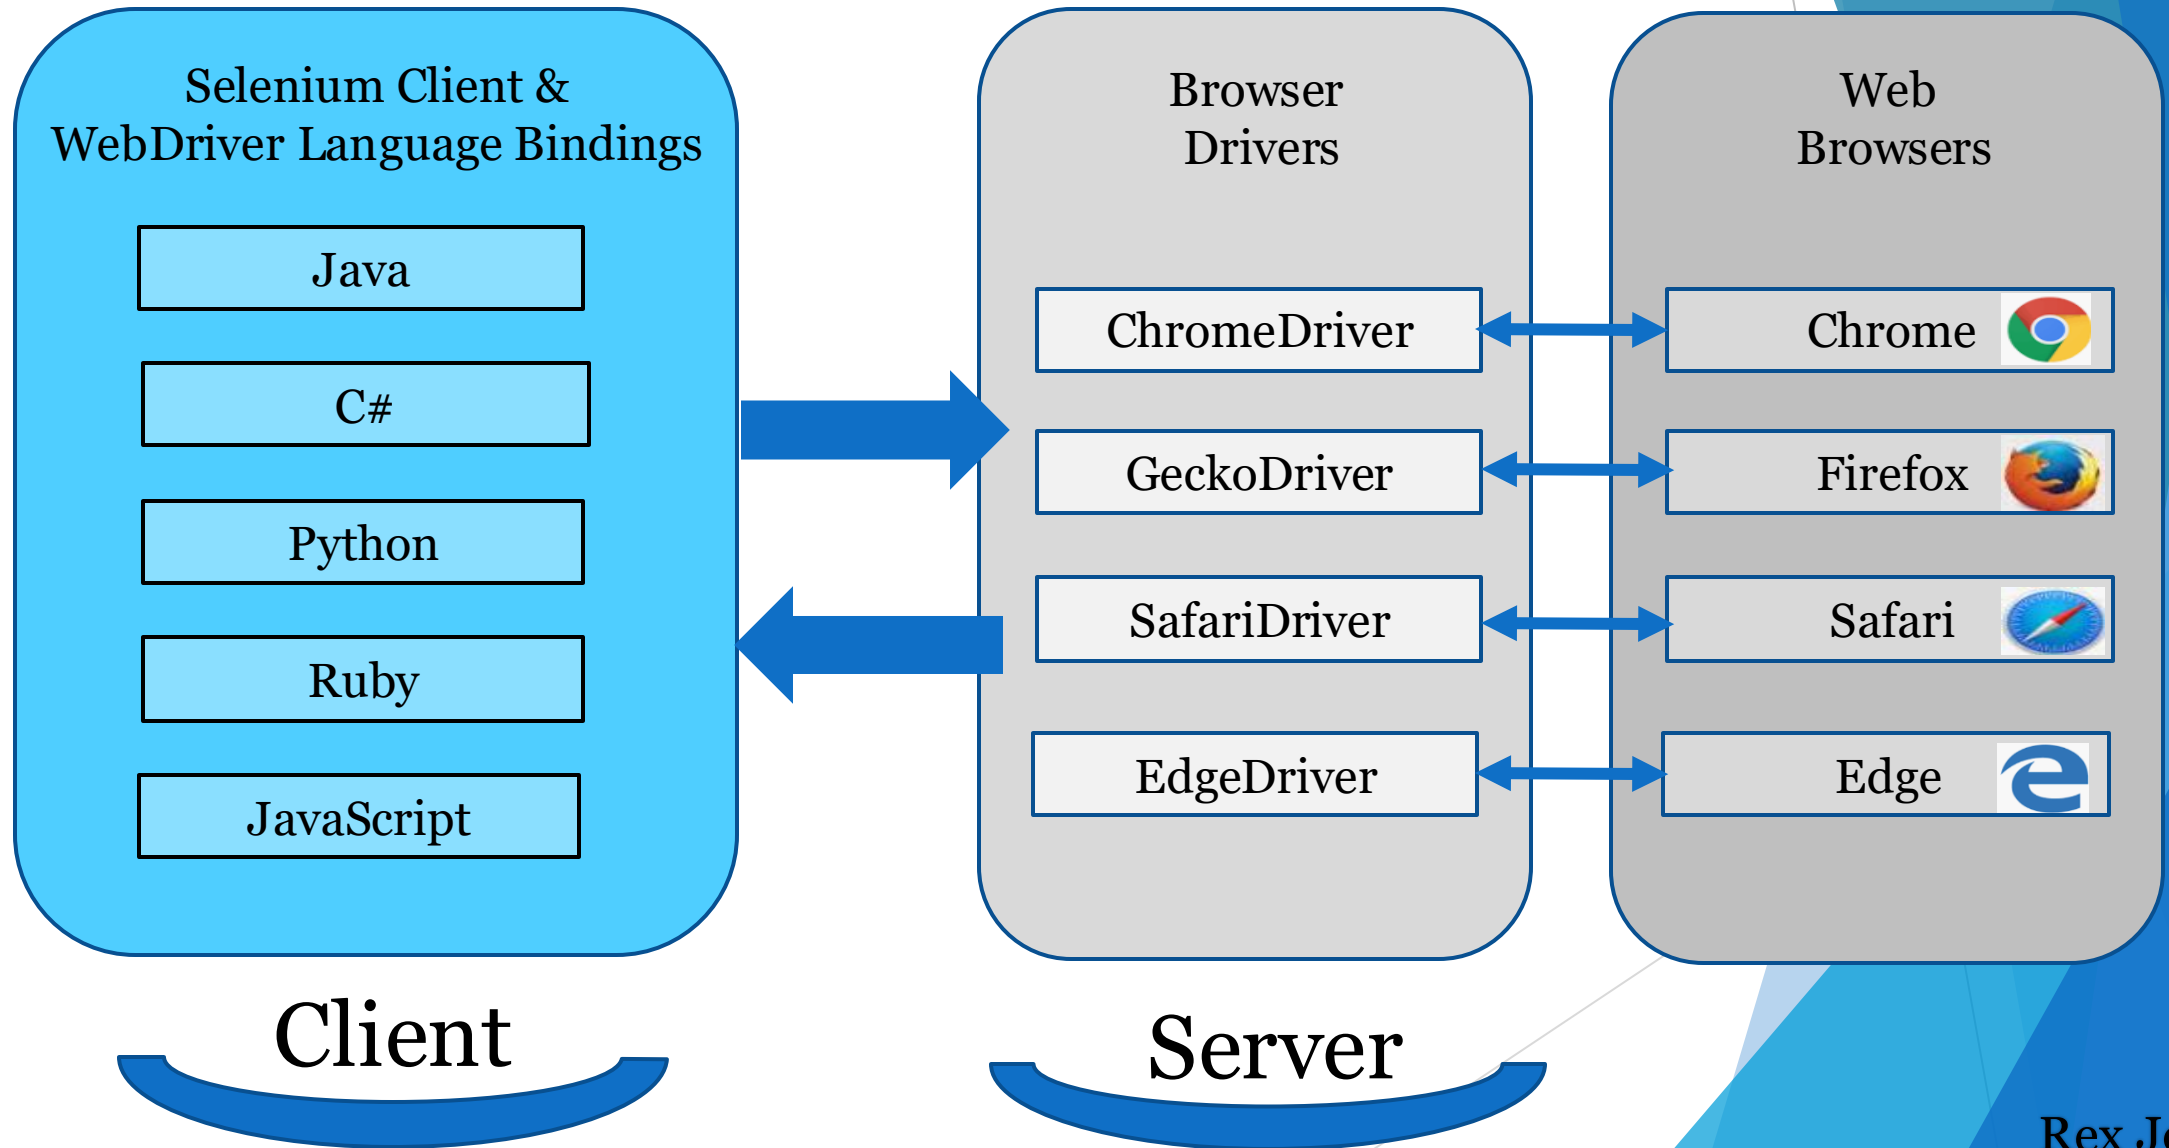 Selenium Client &
WebDriver Language Bindings
Java
C#
Python
Ruby
JavaScript
Client
Browser
Drivers
ChromeDriver
GeckoDriver
SafariDriver
EdgeDriver
Server
Web
Browsers
Chrome
Firefox
Safari
Edge
Rex